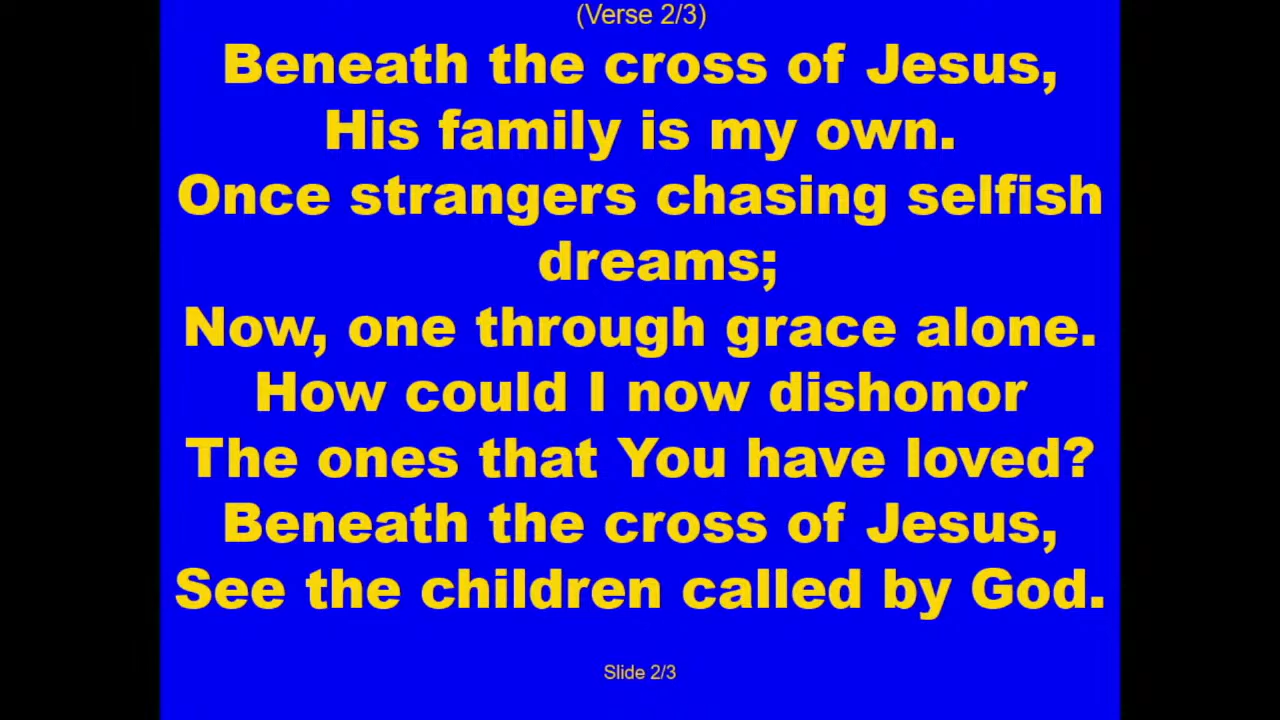 (Verse 2/3)
Beneath the cross of Jesus,
His family is my own.
Once strangers chasing selfish
dreams;
Now, one through grace alone.
How could I now dishonor
The ones that You have loved?
Beneath the cross of Jesus,
See the children called by God.
Slide 2/3